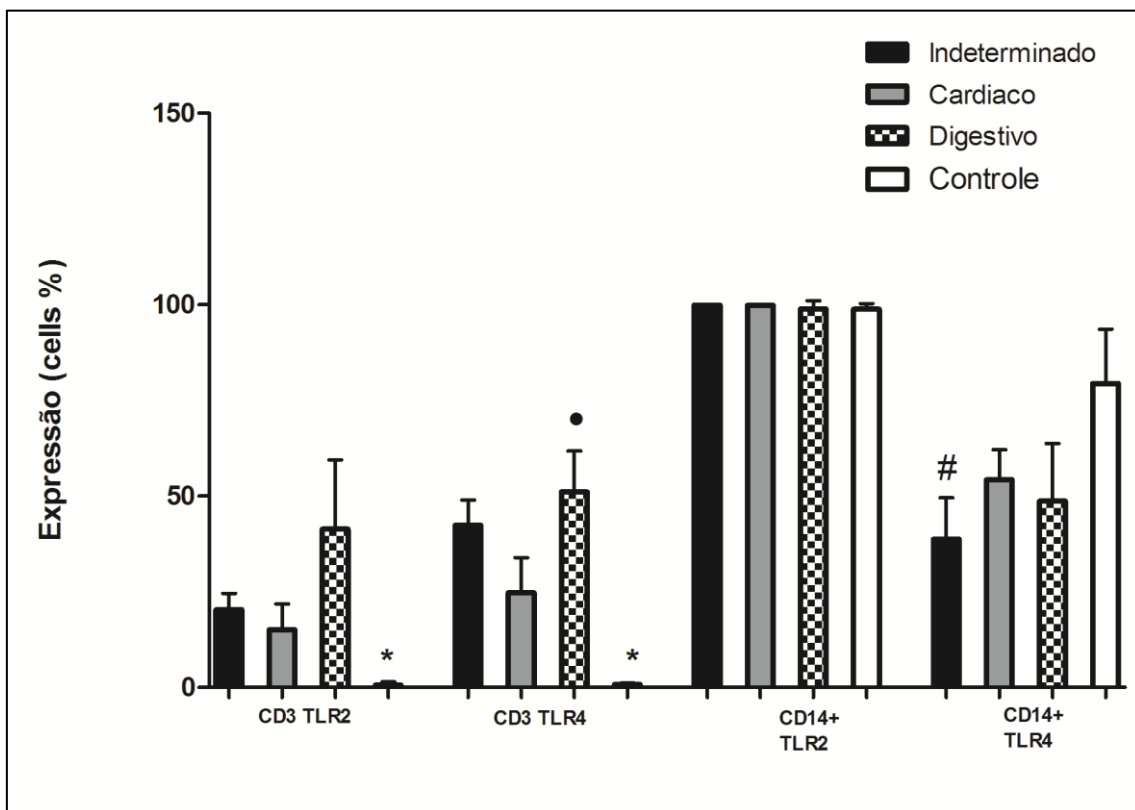 Indeterminado
Cardiaco
Digestivo
Controle
150
100
50
0
Expressão (cells %)
*
●
*
#
CD3 TLR2
CD3 TLR4
CD14+
TLR2
CD14+
TLR4